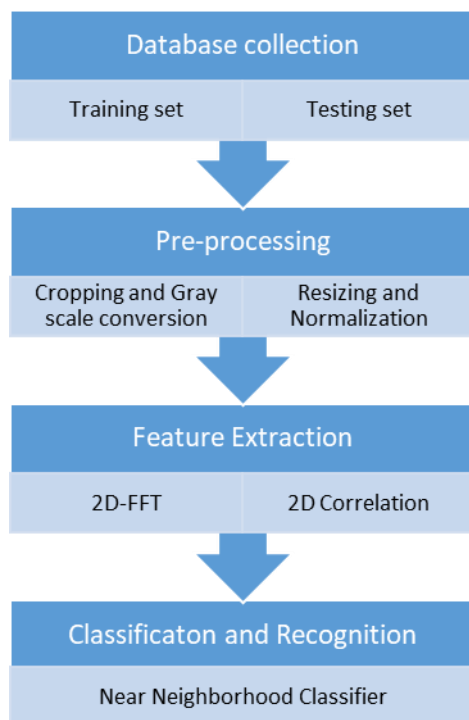 Database collection
Training set
Testing set
Pre-processing
Cropping and Gray
scale conversion
Resizing and
Normalization
Feature Extraction
2D-FFT
2D Correlation
Classificaton and Recognition
Near Neighborhood Classifier